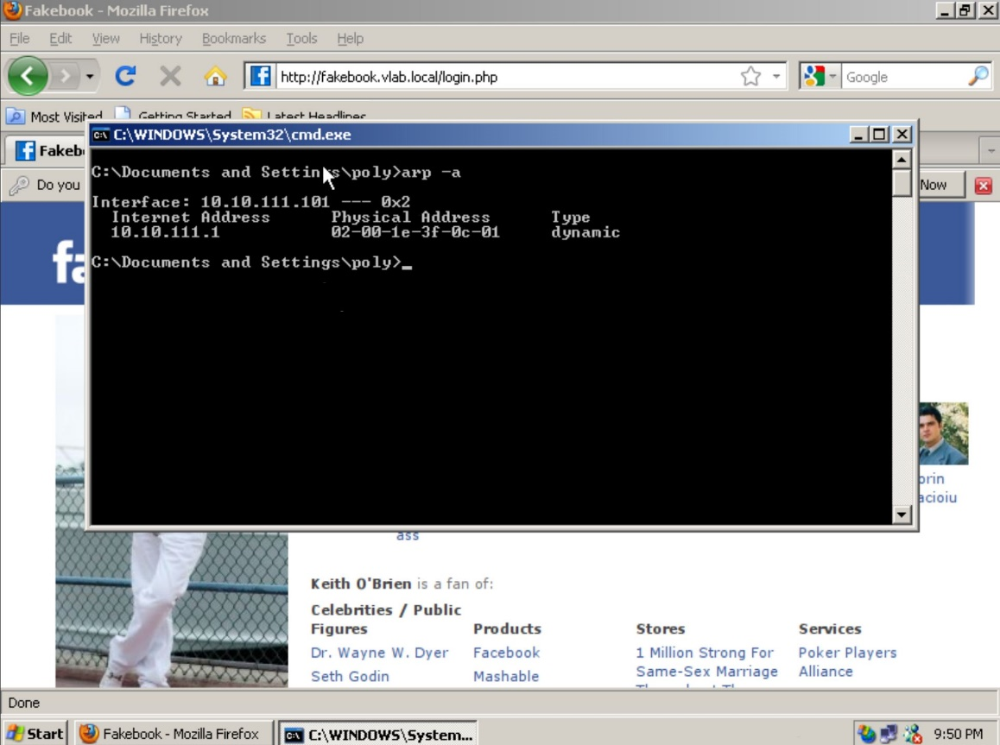 Fakebook - Mozilla Firefox
File Edit View History Bookmarks Tools Help
http://fakebook.vlab.local/login.php
Google
Most Visited Getting Started Latest Headlines
C:\WINDOWS\System32\cmd.exe
Fakeb
Do you
Now
C:\Documents and Settings\poly>arp -a
Interface: 10.10.111.101 --- 0x2
Internet Address Physical Address Type
10.10.111.1 02-00-1e-3f-0c-01 dynamic
C:\Documents and Settings\poly>_
fa
orin
acioiu
ass
Keith O'Brien is a fan of:
Celebrities / Public
Figures Products Stores Services
Dr. Wayne W. Dyer Facebook 1 Million Strong For Poker Players
Seth Godin Mashable Same-Sex Marriage Alliance
Done
Start Fakebook - Mozilla Firefox C:\WINDOWS\System... 9:50 PM